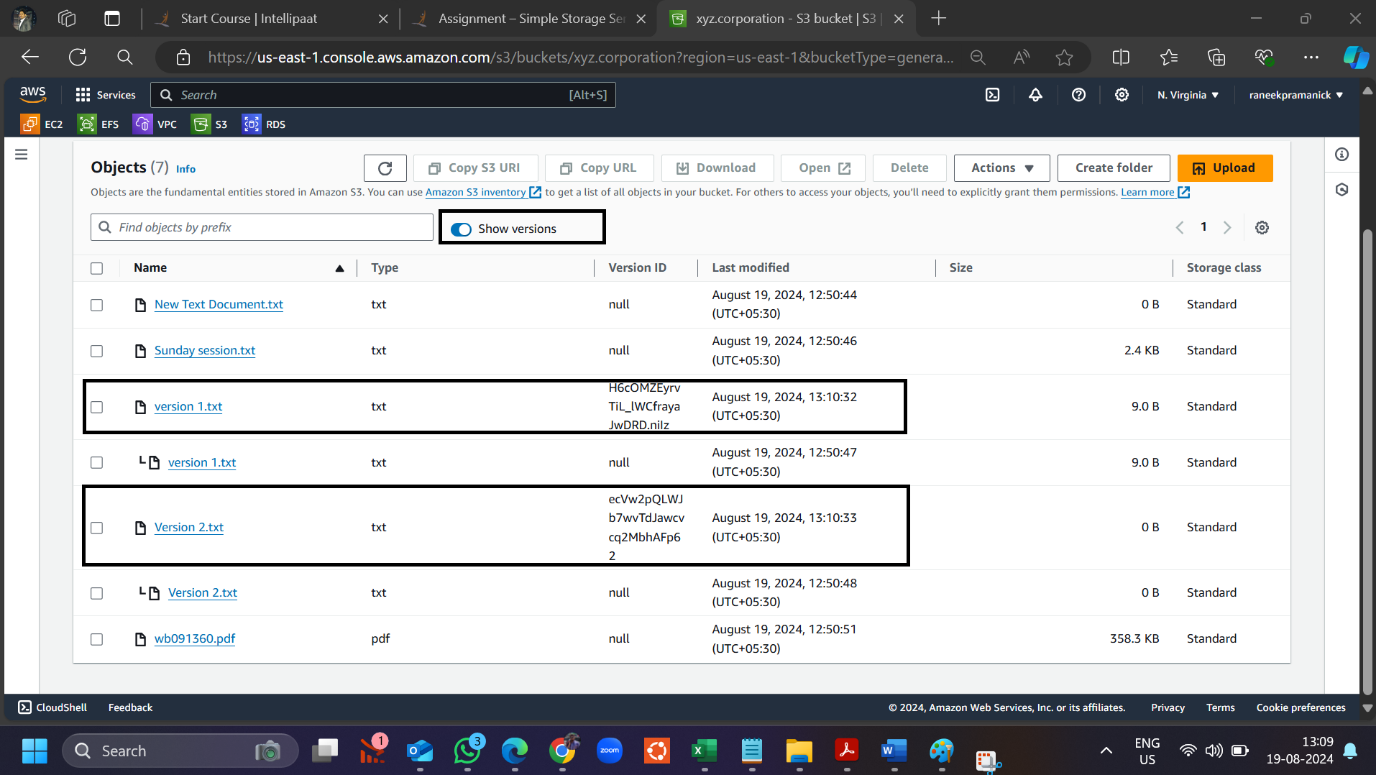 Start Course | Intellipaat
Assignment – Simple Storage Ser
xyz.corporation - S3 bucket | S3 |
https://us-east-1.console.aws.amazon.com/s3/buckets/xyz.corporation?region=us-east-1&bucketType=genera...
aws
Services
Search
[Alt+S]
N. Virginia
raneekpramanick
EC2
EFS
VPC
S3
RDS
Objects (7) Info
Copy S3 URI
Copy URL
Download
Open
Delete
Actions
Create folder
Upload
Objects are the fundamental entities stored in Amazon S3. You can use Amazon S3 inventory to get a list of all objects in your bucket. For others to access your objects, you'll need to explicitly grant them permissions. Learn more
Find objects by prefix
Show versions
1
Name Type Version ID Last modified Size Storage class
New Text Document.txt txt null August 19, 2024, 12:50:44 0 B Standard
(UTC+05:30)
Sunday session.txt txt null August 19, 2024, 12:50:46 2.4 KB Standard
(UTC+05:30)
H6cOMZEyrv
version 1.txt txt TiL_lWCfraya August 19, 2024, 13:10:32 9.0 B Standard
JwDRD.nilz (UTC+05:30)
version 1.txt txt null August 19, 2024, 12:50:47 9.0 B Standard
(UTC+05:30)
ecVw2pQLWJ
b7wvTdJawcv August 19, 2024, 13:10:33
Version 2.txt txt 0 B Standard
cq2MbhAFp6 (UTC+05:30)
2
Version 2.txt txt null August 19, 2024, 12:50:48 0 B Standard
(UTC+05:30)
wb091360.pdf pdf null August 19, 2024, 12:50:51 358.3 KB Standard
(UTC+05:30)
CloudShell Feedback
© 2024, Amazon Web Services, Inc. or its affiliates. Privacy Terms Cookie preferences
Search
1
3
zoom
ENG
US
13:09
19-08-2024